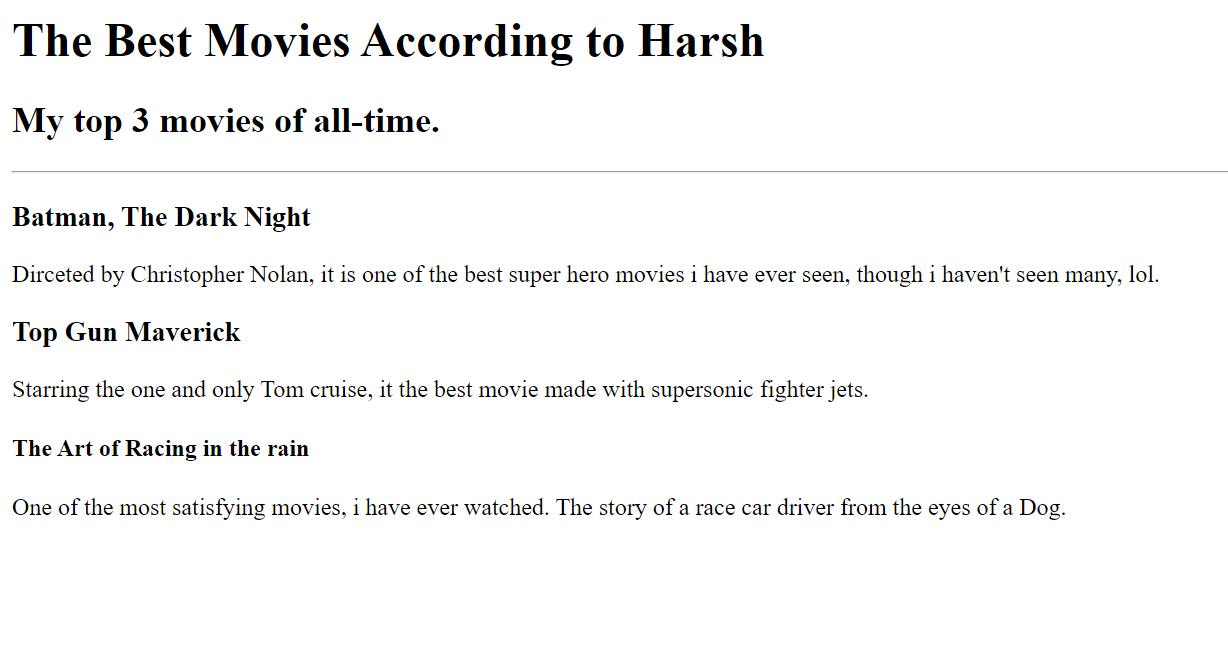 The Best Movies According to Harsh
My top 3 movies of all-time.
Batman, The Dark Night
Dirceted by Christopher Nolan, it is one of the best super hero movies i have ever seen, though i haven't seen many, lol.
Top Gun Maverick
Starring the one and only Tom cruise, it the best movie made with supersonic fighter jets.
The Art of Racing in the rain
One of the most satisfying movies, i have ever watched. The story of a race car driver from the eyes of a Dog.